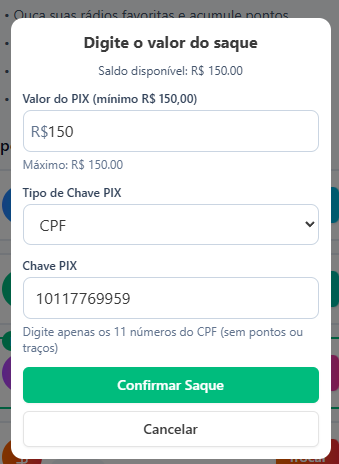 • Ouça suas rádios favoritas e acumule pontos
Digite o valor do saque
Saldo disponível: R$ 150.00
Valor do PIX (mínimo R$ 150,00)
R$150
Máximo: R$ 150.00
Tipo de Chave PIX
CPF
Chave PIX
10117769959
Digite apenas os 11 números do CPF (sem pontos ou
traços)
Confirmar Saque
Cancelar